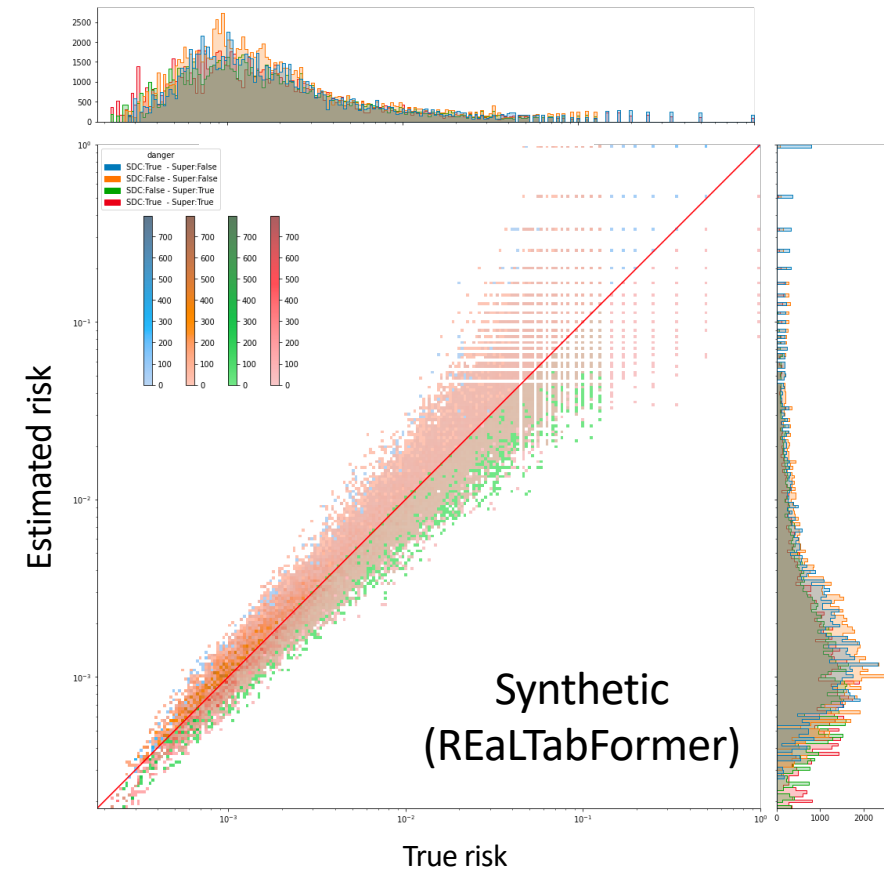 2500
2000
1500
1000
500
0
10⁰
danger
SDC:True - Super:False
SDC:False - Super:False
SDC:False - Super:True
SDC:True - Super:True
700 700 700 700
600 600 600 600
500 500 500 500
400 400 400 400
300 300 300 300
200 200 200 200
100 100 100 100
0 0 0 0
10⁻¹
Estimated risk
10⁻²
10⁻³
Synthetic
(REaLTabFormer)
10⁻³ 10⁻² 10⁻¹ 10⁰
0 1000 2000
True risk